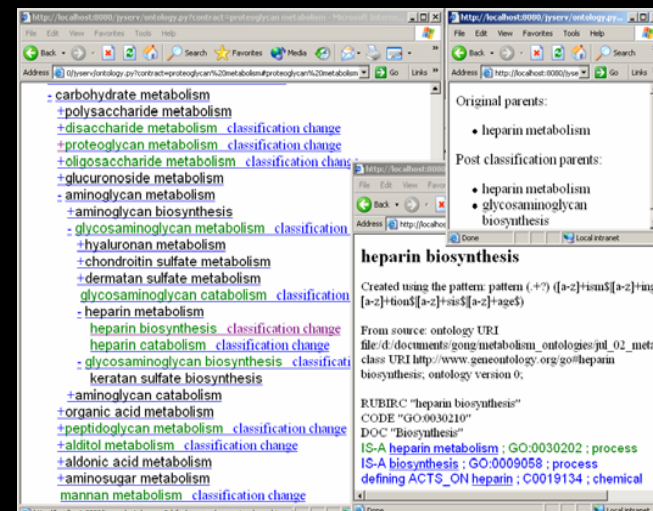 http://localhost:8080/jyserv/ontology.py?contract=proteoglycan metabolism - Microsoft Intern...
File Edit View Favorites Tools Help
Back Search Favorites Media
Address 0/jyserv/ontology.py?contract=proteoglycan%20metabolism#proteoglycan%20metabolism Go Links
- carbohydrate metabolism
+polysaccharide metabolism
+disaccharide metabolism classification change
+proteoglycan metabolism classification change
+oligosaccharide metabolism classification chang
+glucuronoside metabolism
- aminoglycan metabolism
+aminoglycan biosynthesis
- glycosaminoglycan metabolism classification
+hyaluronan metabolism
+chondroitin sulfate metabolism
+dermatan sulfate metabolism
glycosaminoglycan catabolism classification
- heparin metabolism
heparin biosynthesis classification change
heparin catabolism classification change
- glycosaminoglycan biosynthesis classificati
keratan sulfate biosynthesis
+aminoglycan catabolism
+organic acid metabolism
+peptidoglycan metabolism classification change
+alditol metabolism classification change
+aldonic acid metabolism
+aminosugar metabolism
mannan metabolism classification change
http://localhost:8080/jyserv/ontology.py...
File Edit View Favorites Tools Help
Back Search
Address http://localhost:8080/jyse Go Links
Original parents:
• heparin metabolism
Post classification parents:
• heparin metabolism
• glycosaminoglycan
biosynthesis
Done Local intranet
http://localhost:8080
File Edit View Favor
Back
Address http://localhos
heparin biosynthesis
Created using the pattern: pattern (.+?) ([a-z]+ism$|[a-z]+ing
[a-z]+tion$|[a-z]+sis$|[a-z]+age$)
From source: ontology URI
file:/d:/documents/gong/metabolism_ontologies/jul_02_meta
class URI http://www.geneontology.org/go#heparin
biosynthesis; ontology version 0;
RUBIRC "heparin biosynthesis"
CODE "GO:0030210"
DOC "Biosynthesis"
IS-A heparin metabolism ; GO:0030202 ; process
IS-A biosynthesis ; GO:0009058 ; process
defining ACTS_ON heparin ; C0019134 ; chemical
Done Local intranet